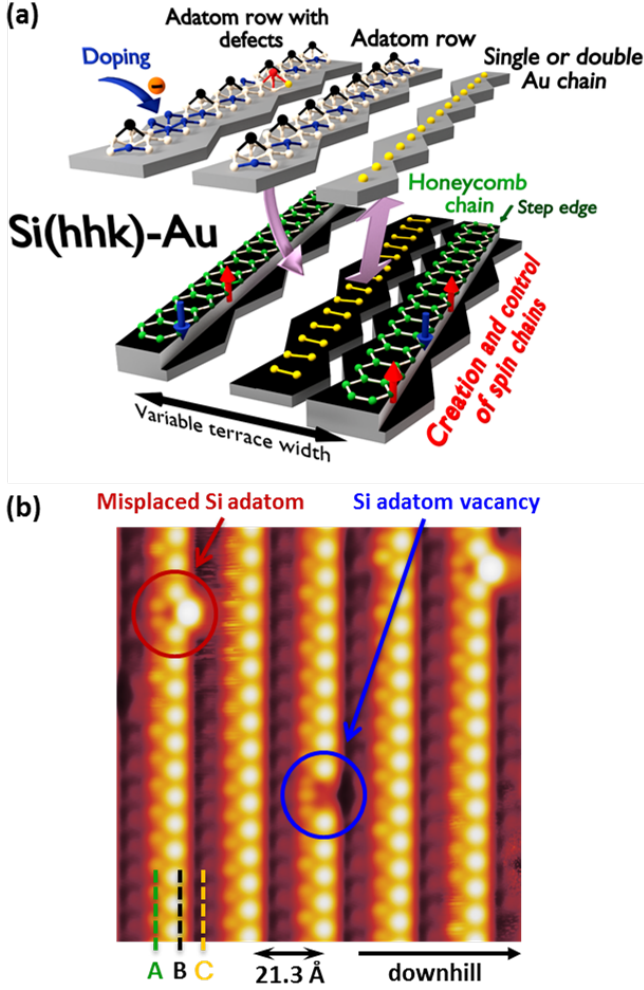 (a)
Adatom row with
defects
Adatom row
Single or double
Au chain
Doping
Honeycomb
chain
Step edge
Si(hhk)-Au
Creation and control
of spin chains
Variable terrace width
(b)
Misplaced Si adatom
Si adatom vacancy
A B C
21.3 Å
downhill